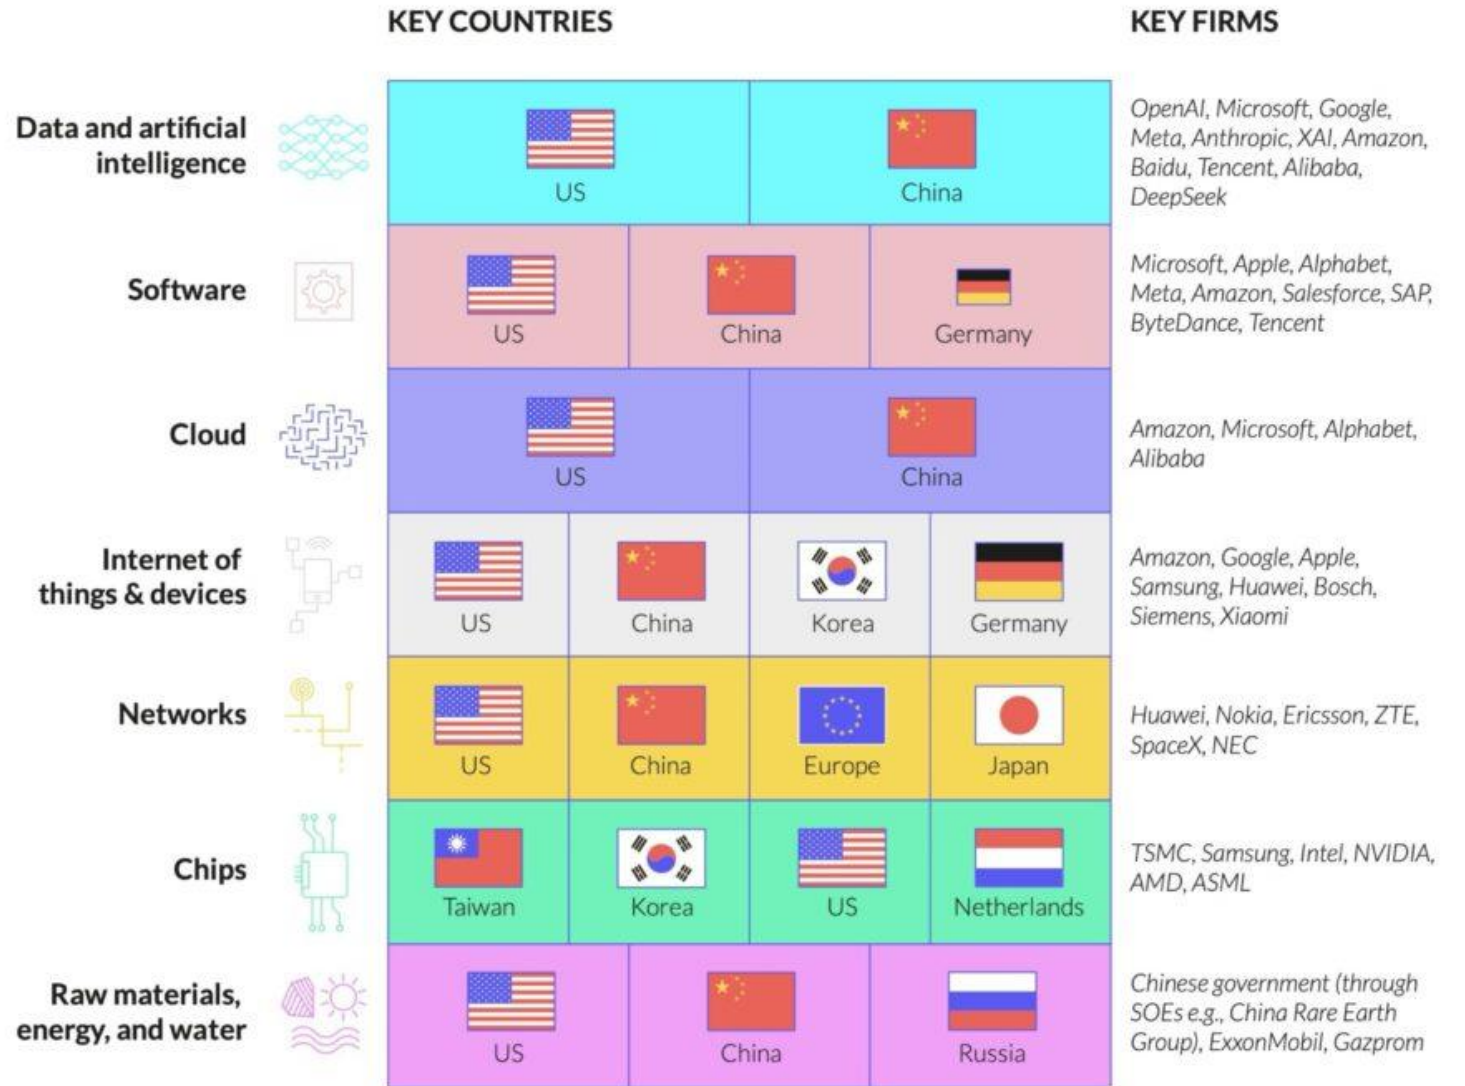 KEY COUNTRIES
KEY FIRMS
Data and artificial
intelligence
US
China
OpenAI, Microsoft, Google,
Meta, Anthropic, XAI, Amazon,
Baidu, Tencent, Alibaba,
DeepSeek
Software
US
China
Germany
Microsoft, Apple, Alphabet,
Meta, Amazon, Salesforce, SAP,
ByteDance, Tencent
Cloud
US
China
Amazon, Microsoft, Alphabet,
Alibaba
Internet of
things & devices
US
China
Korea
Germany
Amazon, Google, Apple,
Samsung, Huawei, Bosch,
Siemens, Xiaomi
Networks
US
China
Europe
Japan
Huawei, Nokia, Ericsson, ZTE,
SpaceX, NEC
Chips
Taiwan
Korea
US
Netherlands
TSMC, Samsung, Intel, NVIDIA,
AMD, ASML
Raw materials,
energy, and water
US
China
Russia
Chinese government (through
SOEs e.g., China Rare Earth
Group), ExxonMobil, Gazprom